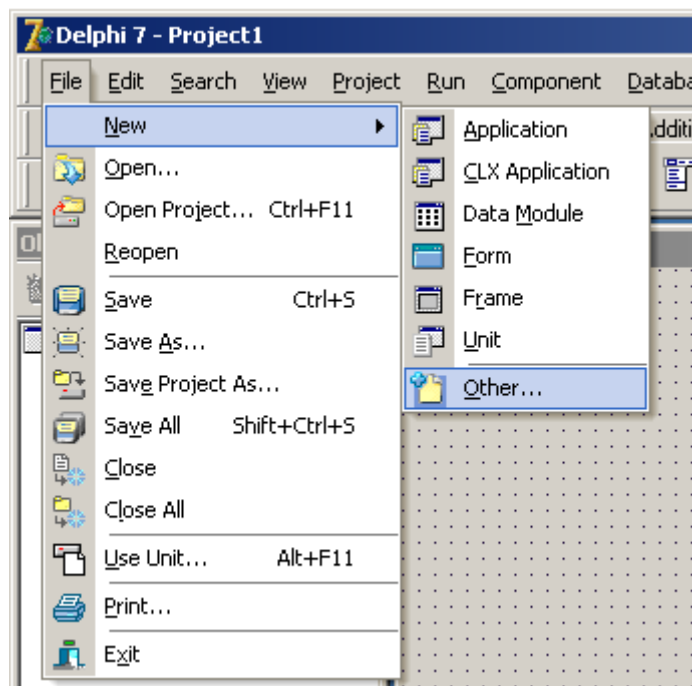 Delphi 7 - Project1
File Edit Search View Project Run Component Databa
New
Open...
Open Project... Ctrl+F11
Reopen
Save Ctrl+S
Save As...
Save Project As...
Save All Shift+Ctrl+S
Close
Close All
Use Unit... Alt+F11
Print...
Exit
Application
CLX Application
Data Module
Form
Frame
Unit
Other...